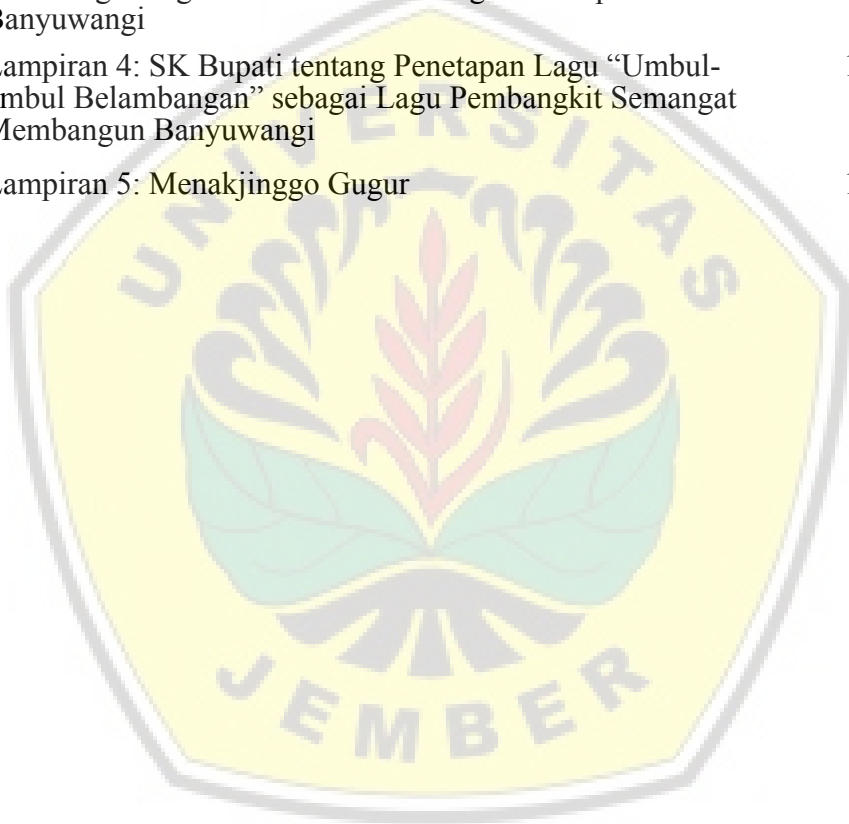 Banyuwangi
Lampiran 4: SK Bupati tentang Penetapan Lagu “Umbul-
mbul Belambangan” sebagai Lagu Pembangkit Semangat
Membangun Banyuwangi
Lampiran 5: Menakjinggo Gugur
UNIVERSITAS
JEMBER